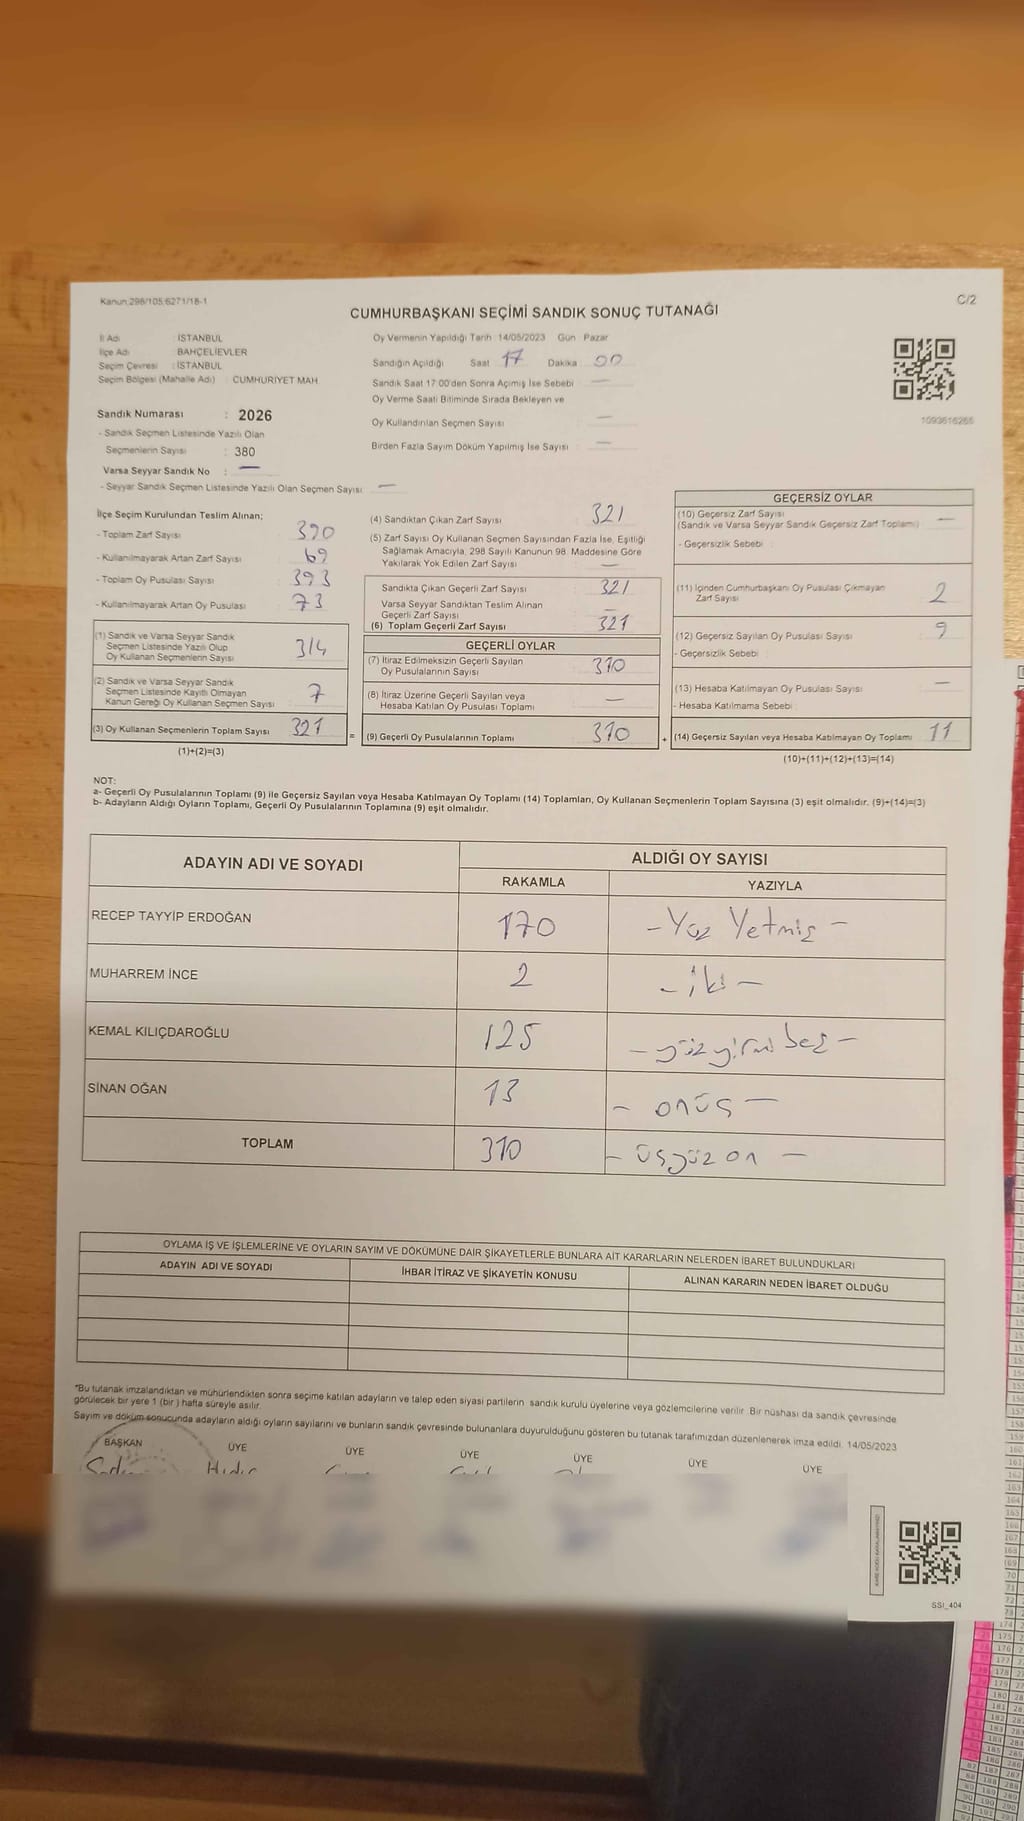 Kanun:298/105,6271/18-1
C/2
CUMHURBAŞKANI SEÇİMİ SANDIK SONUÇ TUTANAĞI
İl Adı : İSTANBUL
İlçe Adı : BAHÇELİEVLER
Seçim Çevresi : İSTANBUL
Seçim Bölgesi (Mahalle Adı) : CUMHURİYET MAH
Sandık Numarası : 2026
- Sandık Seçmen Listesinde Yazılı Olan
Seçmenlerin Sayısı : 380
Varsa Seyyar Sandık No : —
- Seyyar Sandık Seçmen Listesinde Yazılı Olan Seçmen Sayısı : —
Oy Vermenin Yapıldığı Tarih 14/05/2023 Gün Pazar
Sandığın Açıldığı Saat 17 Dakika 00
Sandık Saat 17:00'den Sonra Açımış İse Sebebi —
Oy Verme Saati Bitiminde Sırada Bekleyen ve
Oy Kullandırılan Seçmen Sayısı : —
Birden Fazla Sayım Döküm Yapılmış İse Sayısı : —
1093616265
İlçe Seçim Kurulundan Teslim Alınan;
- Toplam Zarf Sayısı : 390
- Kullanılmayarak Artan Zarf Sayısı : 69
- Toplam Oy Pusulası Sayısı : 393
- Kullanılmayarak Artan Oy Pusulası : 73
(1) Sandık ve Varsa Seyyar Sandık
Seçmen Listesinde Yazılı Olup
Oy Kullanan Seçmenlerin Sayısı : 314
(2) Sandık ve Varsa Seyyar Sandık
Seçmen Listesinde Kayıtlı Olmayan
Kanun Gereği Oy Kullanan Seçmen Sayısı : 7
(3) Oy Kullanan Seçmenlerin Toplam Sayısı : 321
(1)+(2)=(3)
(4) Sandıktan Çıkan Zarf Sayısı : 321
(5) Zarf Sayısı Oy Kullanan Seçmen Sayısından Fazla İse, Eşitliği
Sağlamak Amacıyla, 298 Sayılı Kanunun 98. Maddesine Göre
Yakılarak Yok Edilen Zarf Sayısı : —
Sandıkta Çıkan Geçerli Zarf Sayısı : 321
Varsa Seyyar Sandıktan Teslim Alınan
Geçerli Zarf Sayısı : —
(6) Toplam Geçerli Zarf Sayısı : 321
GEÇERLİ OYLAR
(7) İtiraz Edilmeksizin Geçerli Sayılan
Oy Pusulalarının Sayısı : 310
(8) İtiraz Üzerine Geçerli Sayılan veya
Hesaba Katılan Oy Pusulası Toplamı : —
= (9) Geçerli Oy Pusulalarının Toplamı : 310
GEÇERSİZ OYLAR
(10) Geçersiz Zarf Sayısı :
(Sandık ve Varsa Seyyar Sandık Geçersiz Zarf Toplamı) —
- Geçersizlik Sebebi :
(11) İçinden Cumhurbaşkanı Oy Pusulası Çıkmayan
Zarf Sayısı : 2
(12) Geçersiz Sayılan Oy Pusulası Sayısı : 9
- Geçersizlik Sebebi :
(13) Hesaba Katılmayan Oy Pusulası Sayısı : —
- Hesaba Katılmama Sebebi :
+ (14) Geçersiz Sayılan veya Hesaba Katılmayan Oy Toplamı : 11
(10)+(11)+(12)+(13)=(14)
NOT:
a- Geçerli Oy Pusulalarının Toplamı (9) ile Geçersiz Sayılan veya Hesaba Katılmayan Oy Toplamı (14) Toplamları, Oy Kullanan Seçmenlerin Toplam Sayısına (3) eşit olmalıdır. (9)+(14)=(3)
b- Adayların Aldığı Oyların Toplamı, Geçerli Oy Pusulalarının Toplamına (9) eşit olmalıdır.
ADAYIN ADI VE SOYADI
ALDIĞI OY SAYISI
RAKAMLA YAZIYLA
RECEP TAYYİP ERDOĞAN 170 - Yüz Yetmiş -
MUHARREM İNCE 2 - iki -
KEMAL KILIÇDAROĞLU 125 - yüz yirmi beş -
SİNAN OĞAN 13 - onüç -
TOPLAM 310 - üçyüz on -
OYLAMA İŞ VE İŞLEMLERİNE VE OYLARIN SAYIM VE DÖKÜMÜNE DAİR ŞİKAYETLERLE BUNLARA AİT KARARLARIN NELERDEN İBARET BULUNDUKLARI
ADAYIN ADI VE SOYADI İHBAR İTİRAZ VE ŞİKAYETİN KONUSU ALINAN KARARIN NEDEN İBARET OLDUĞU
*Bu tutanak imzalandıktan ve mühürlendikten sonra seçime katılan adayların ve talep eden siyasi partilerin sandık kurulu üyelerine veya gözlemcilerine verilir. Bir nüshası da sandık çevresinde
görülecek bir yere 1 (bir ) hafta süreyle asılır.
Sayım ve döküm sonucunda adayların aldığı oyların sayılarını ve bunların sandık çevresinde bulunanlara duyurulduğunu gösteren bu tutanak tarafımızdan düzenlenerek imza edildi. 14/05/2023
BAŞKAN ÜYE ÜYE ÜYE ÜYE ÜYE ÜYE
SSI_404